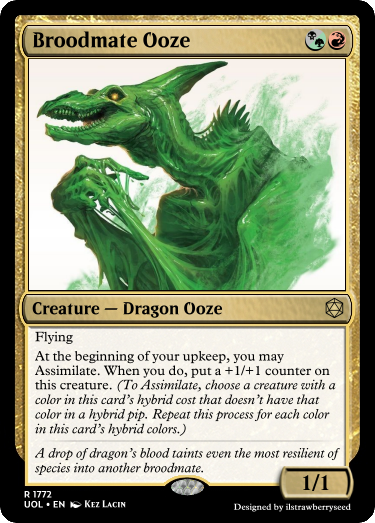 Broodmate Ooze
Creature — Dragon Ooze
Flying
At the beginning of your upkeep, you may
Assimilate. When you do, put a +1/+1 counter on
this creature. (To Assimilate, choose a creature with a
color in this card's hybrid cost that doesn't have that
color in a hybrid pip. Repeat this process for each color
in this card's hybrid colors.)
A drop of dragon's blood taints even the most resilient of
species into another broodmate.
1/1
R 1772
UOL • EN Kez Lacin
Designed by ilstrawberryseed